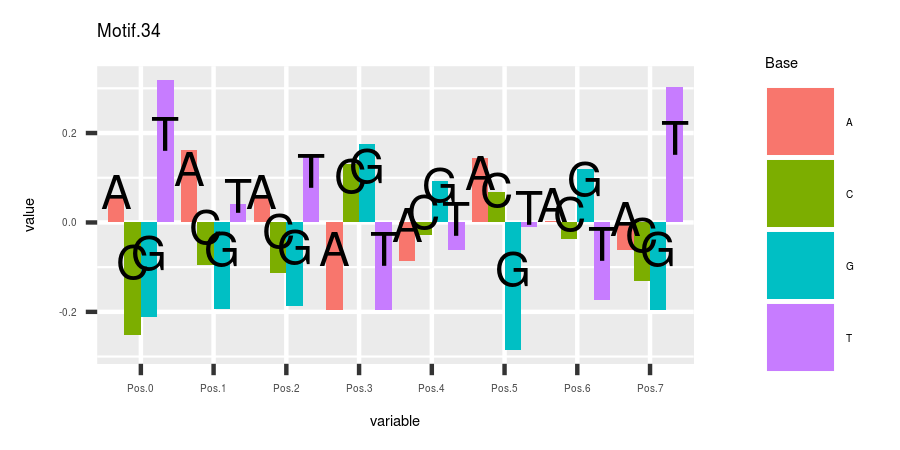 Motif.34
value
0.2
0.0
-0.2
A C G T A C G T A C G T A C G T A C G T A C G T A C G T A C G T
Pos.0 Pos.1 Pos.2 Pos.3 Pos.4 Pos.5 Pos.6 Pos.7
variable
Base
A
C
G
T